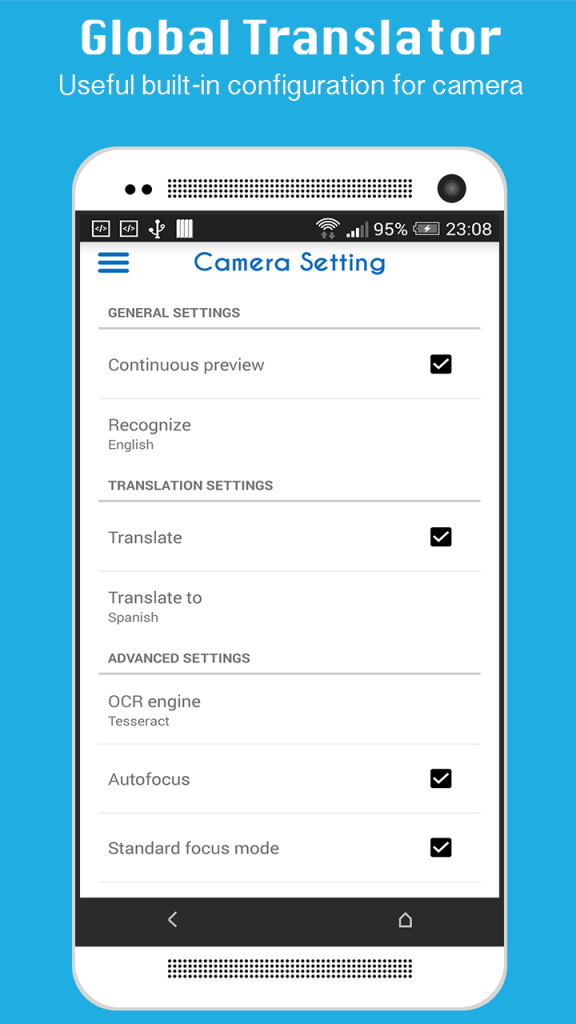 Global Translator
Useful built-in configuration for camera
95% 23:08
Camera Setting
GENERAL SETTINGS
Continuous preview
Recognize
English
TRANSLATION SETTINGS
Translate
Translate to
Spanish
ADVANCED SETTINGS
OCR engine
Tesseract
Autofocus
Standard focus mode